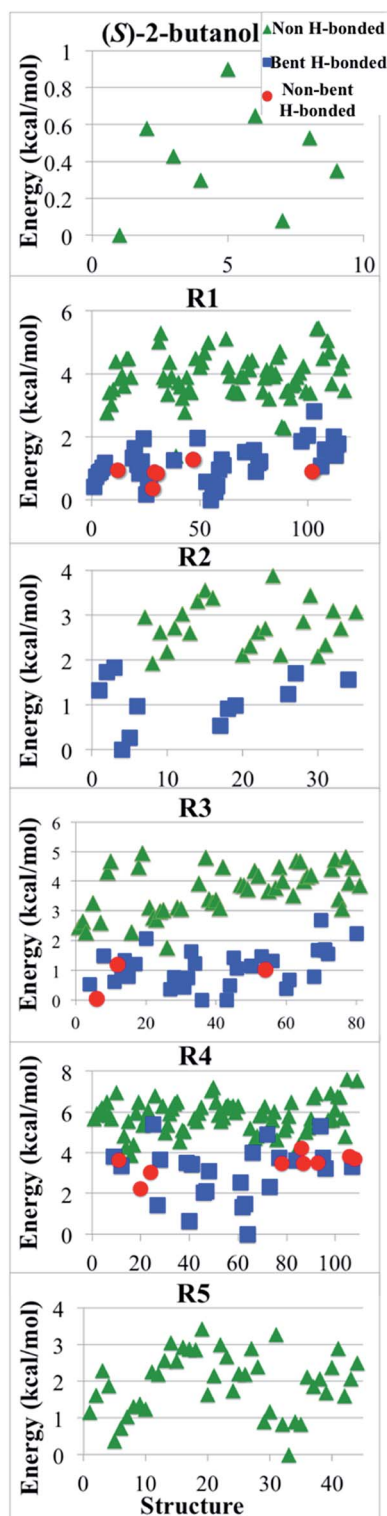 (S)-2-butanol
Non H-bonded
Bent H-bonded
Non-bent
H-bonded
Energy (kcal/mol)
1
0.8
0.6
0.4
0.2
0
0 5 10
R1
Energy (kcal/mol)
6
4
2
0
0 50 100
R2
Energy (kcal/mol)
4
3
2
1
0
0 10 20 30
R3
Energy (kcal/mol)
5
4
3
2
1
0
0 20 40 60 80
R4
Energy (kcal/mol)
8
6
4
2
0
0 20 40 60 80 100
R5
Energy (kcal/mol)
4
3
2
1
0
0 10 20 30 40
Structure